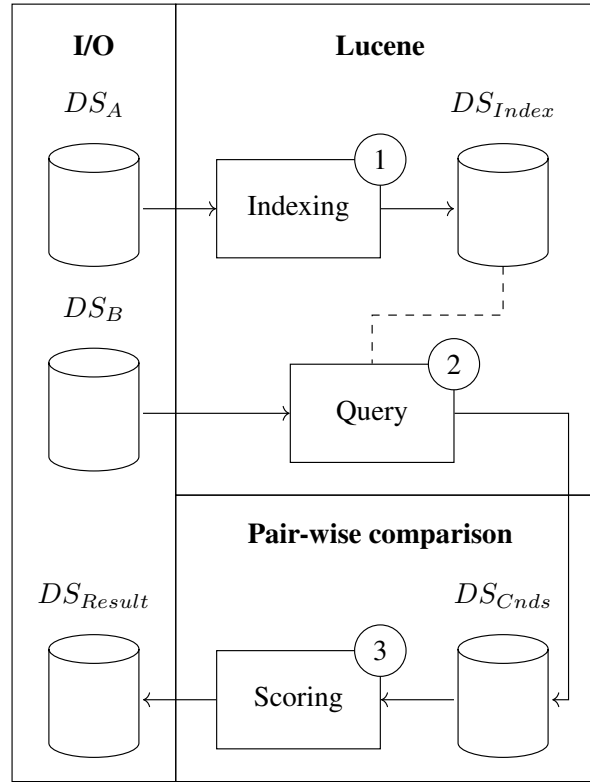 I/O
Lucene
DS_A
DS_Index
1
Indexing
DS_B
2
Query
Pair-wise comparison
DS_Result
DS_Cnds
3
Scoring